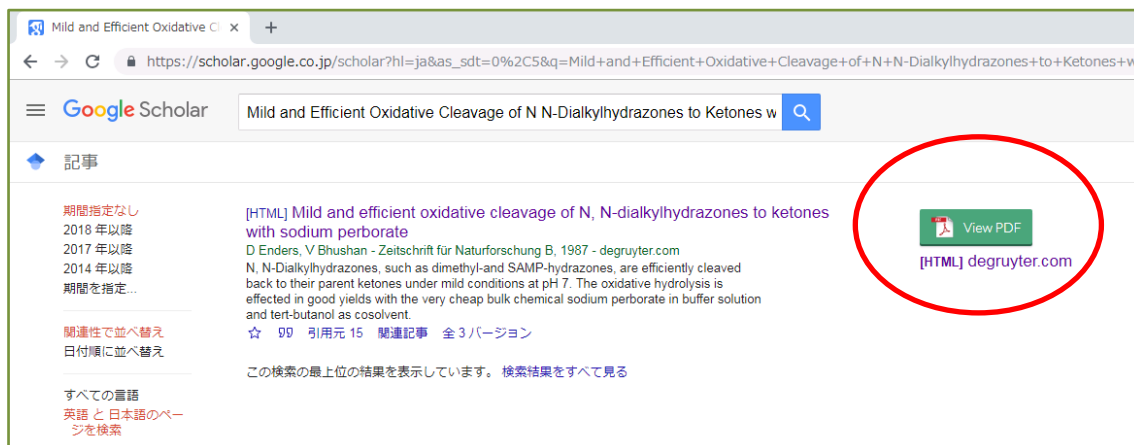 Mild and Efficient Oxidative Cl
https://scholar.google.co.jp/scholar?hl=ja&as_sdt=0%2C5&q=Mild+and+Efficient+Oxidative+Cleavage+of+N+N-Dialkylhydrazones+to+Ketones+w
Google Scholar
Mild and Efficient Oxidative Cleavage of N N-Dialkylhydrazones to Ketones w
記事
期間指定なし
2018 年以降
2017 年以降
2014 年以降
期間を指定...
関連性で並べ替え
日付順に並べ替え
すべての言語
英語 と 日本語のペー
ジを検索
[HTML] Mild and efficient oxidative cleavage of N, N-dialkylhydrazones to ketones
with sodium perborate
D Enders, V Bhushan - Zeitschrift für Naturforschung B, 1987 - degruyter.com
N, N-Dialkylhydrazones, such as dimethyl-and SAMP-hydrazones, are efficiently cleaved
back to their parent ketones under mild conditions at pH 7. The oxidative hydrolysis is
effected in good yields with the very cheap bulk chemical sodium perborate in buffer solution
and tert-butanol as cosolvent.
引用元 15 関連記事 全 3 バージョン
この検索の最上位の結果を表示しています。 検索結果をすべて見る
View PDF
[HTML] degruyter.com